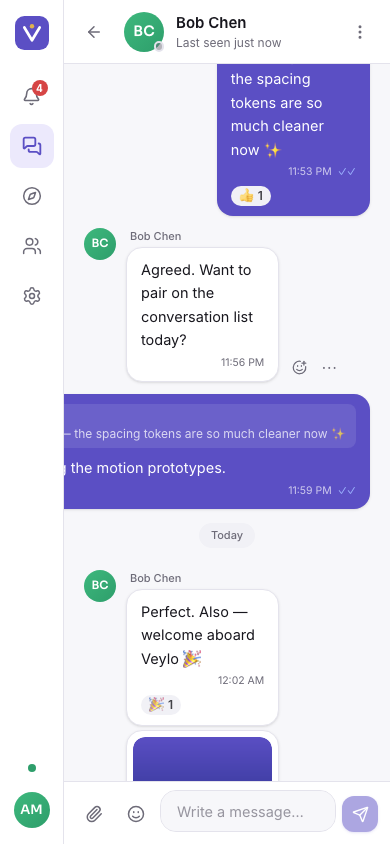 BC
Bob Chen
Last seen just now
4
the spacing
tokens are so
much cleaner
now ✨
11:53 PM ✓✓
👍 1
BC
Bob Chen
Agreed. Want to
pair on the
conversation list
today?
11:56 PM
— the spacing tokens are so much cleaner now ✨
the motion prototypes.
11:59 PM ✓✓
Today
BC
Bob Chen
Perfect. Also —
welcome aboard
Veylo 🎉
12:02 AM
🎉 1
AM
Write a message...